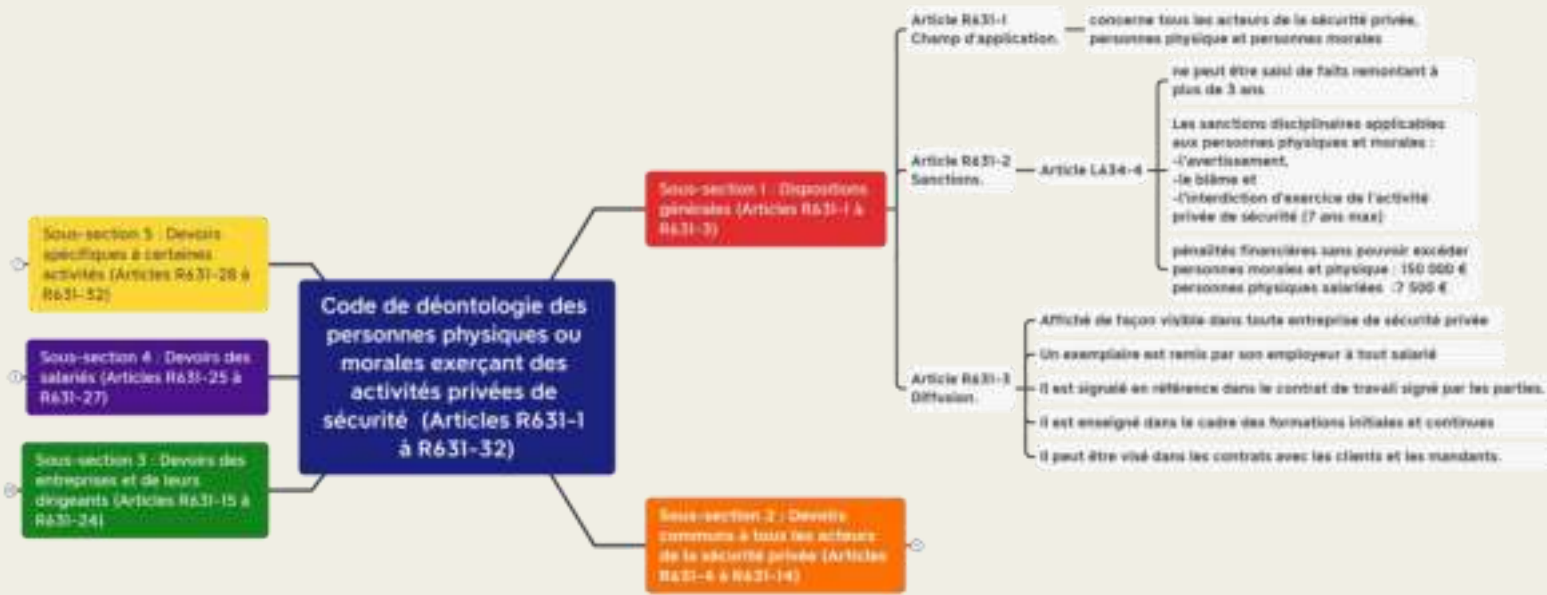 Code de déontologie des
personnes physiques ou
morales exerçant des
activités privées de
sécurité (Articles R631-1
à R631-32)
Sous-section 1 : Dispositions
générales (Articles R631-1 à
R631-3)
Article R631-1
Champ d'application.
concerne tous les acteurs de la sécurité privée,
personnes physique et personnes morales
Article R631-2
Sanctions.
Article L634-4
ne peut être saisi de faits remontant à
plus de 3 ans
Les sanctions disciplinaires applicables
aux personnes physiques et morales :
-l'avertissement,
-le blâme et
-l'interdiction d'exercice de l'activité
privée de sécurité (7 ans max)
pénalités financières sans pouvoir excéder
personnes morales et physique : 150 000 €
personnes physiques salariées :7 500 €
Article R631-3
Diffusion.
Affiché de façon visible dans toute entreprise de sécurité privée
Un exemplaire est remis par son employeur à tout salarié
Il est signalé en référence dans le contrat de travail signé par les parties.
Il est enseigné dans le cadre des formations initiales et continues
Il peut être visé dans les contrats avec les clients et les mandants.
Sous-section 2 : Devoirs
communs à tous les acteurs
de la sécurité privée (Articles
R631-4 à R631-14)
Sous-section 3 : Devoirs des
entreprises et de leurs
dirigeants (Articles R631-15 à
R631-24)
Sous-section 4 : Devoirs des
salariés (Articles R631-25 à
R631-27)
Sous-section 5 : Devoirs
spécifiques à certaines
activités (Articles R631-28 à
R631-32)